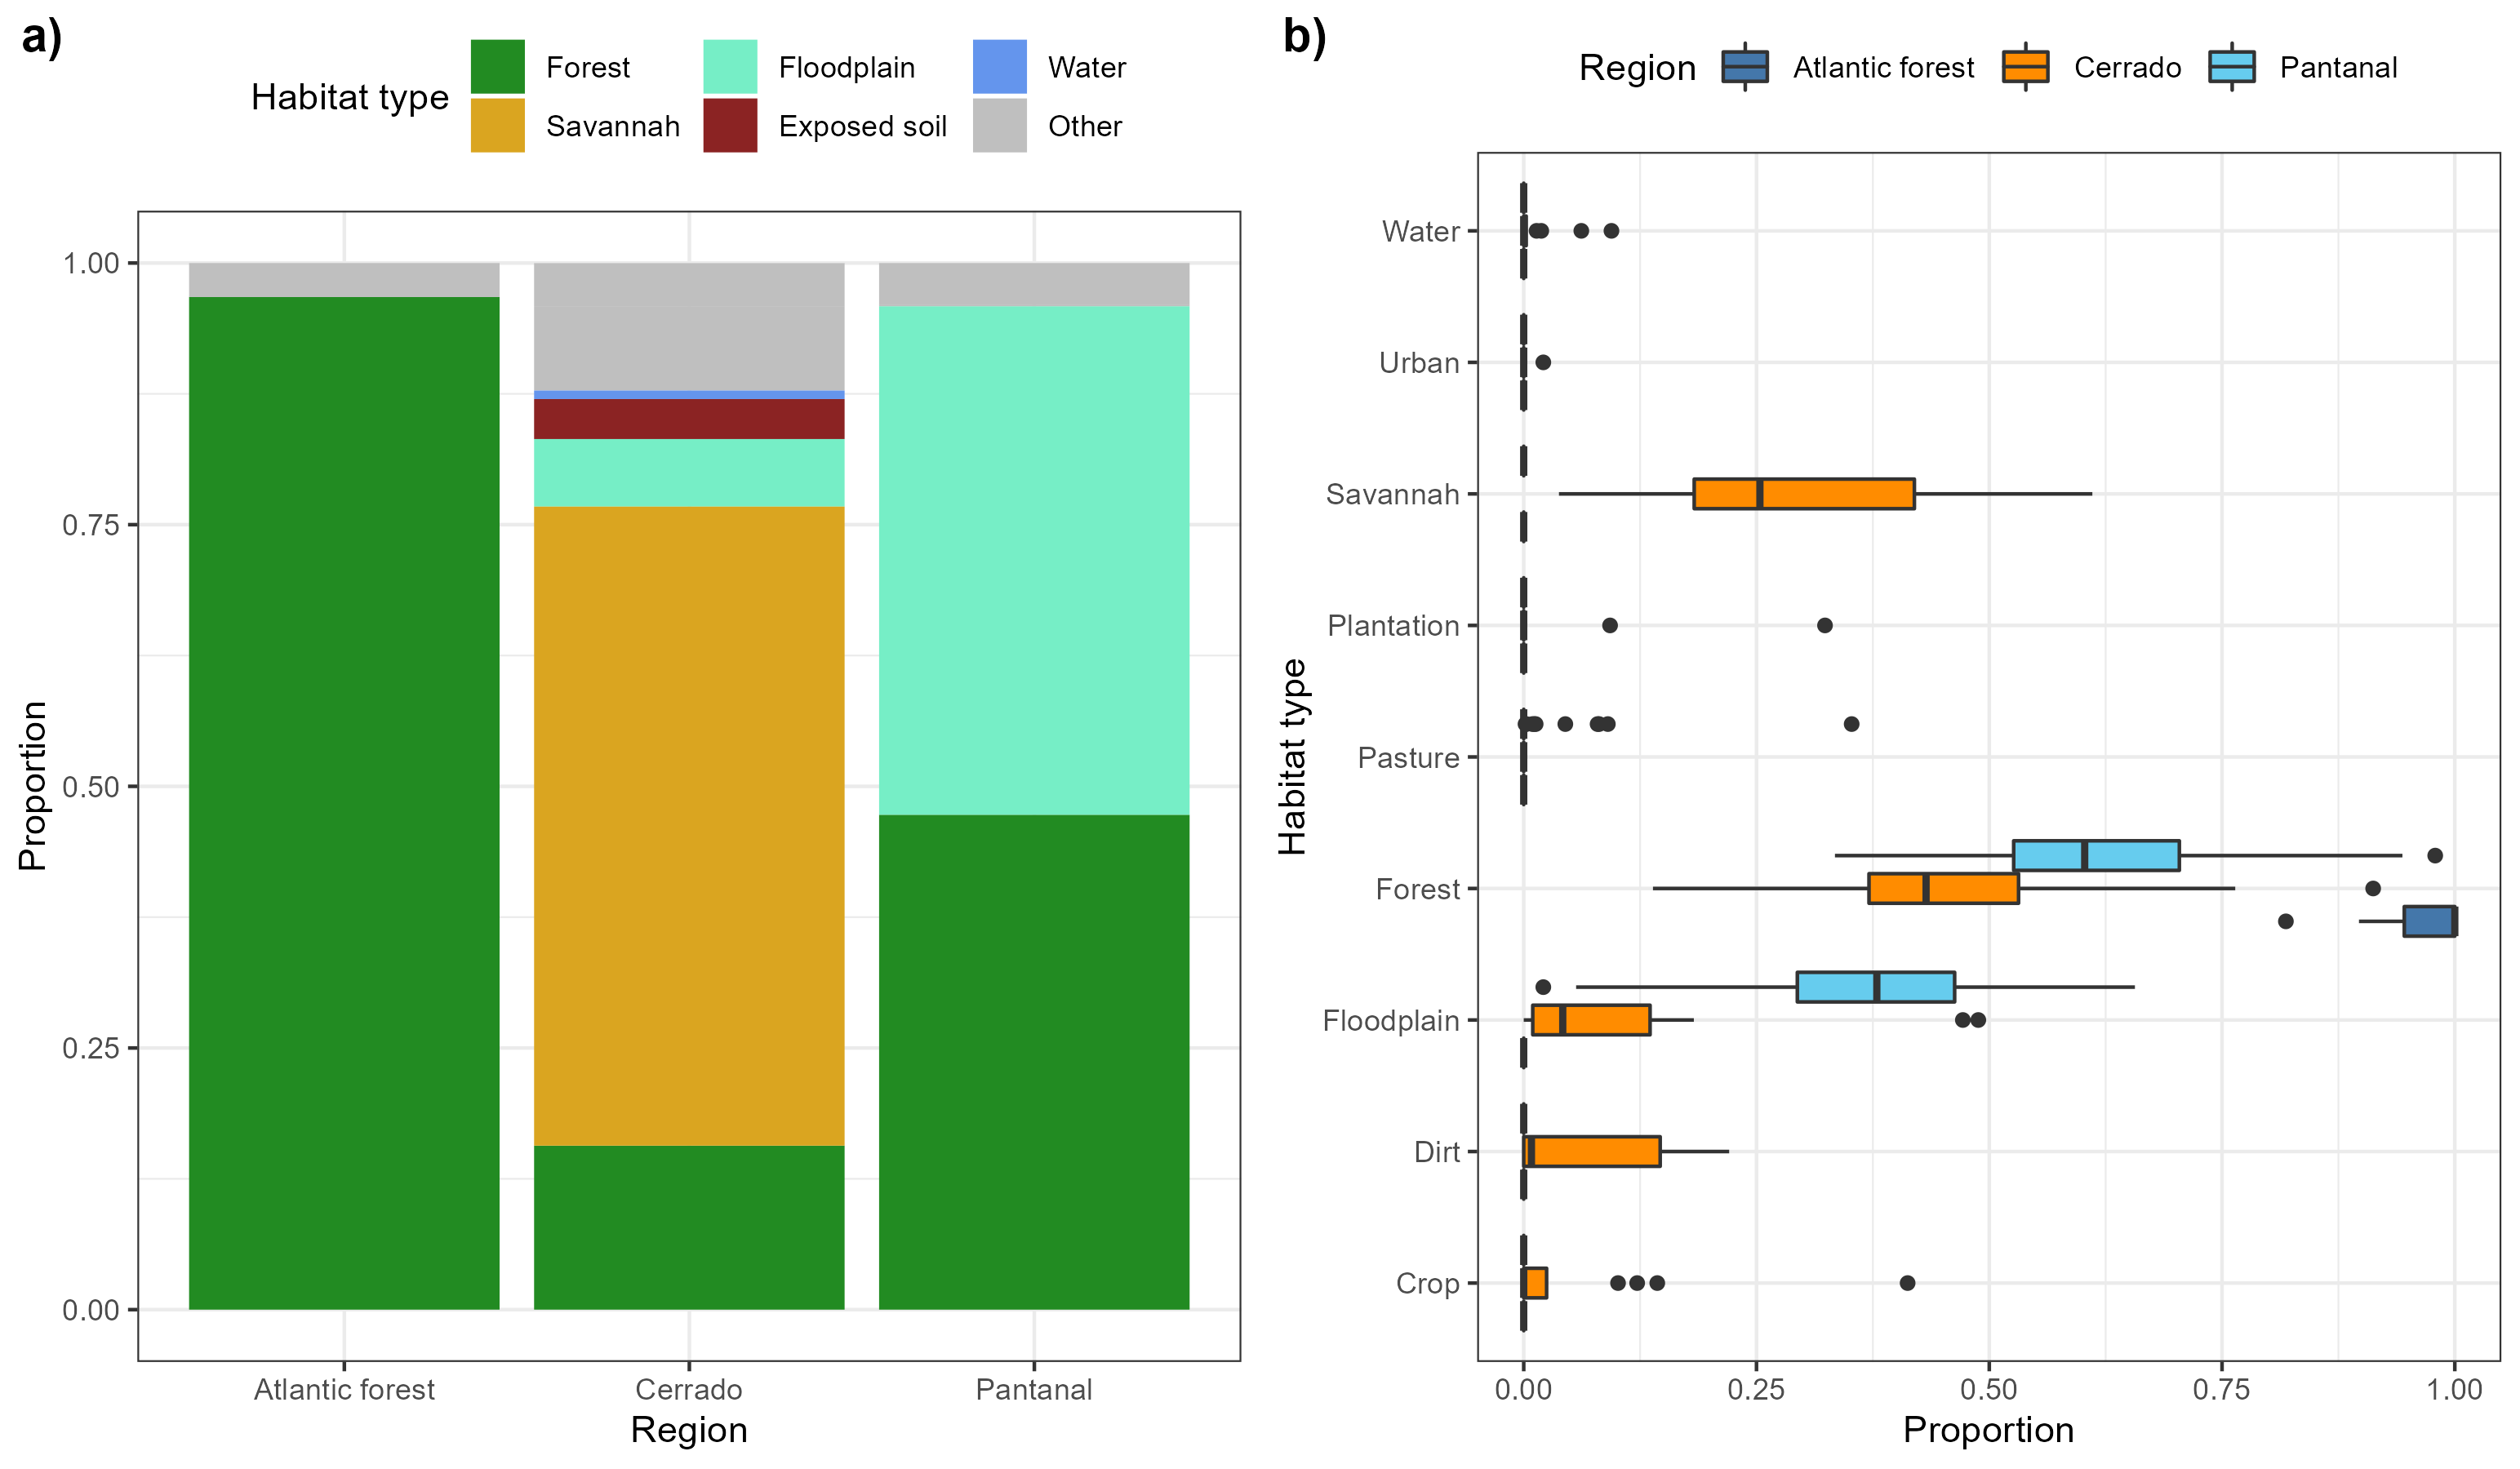 a)
Habitat type
Forest
Floodplain
Water
Savannah
Exposed soil
Other
Proportion
1.00
0.75
0.50
0.25
0.00
Atlantic forest
Cerrado
Pantanal
Region
b)
Region
Atlantic forest
Cerrado
Pantanal
Habitat type
Water
Urban
Savannah
Plantation
Pasture
Forest
Floodplain
Dirt
Crop
0.00
0.25
0.50
0.75
1.00
Proportion